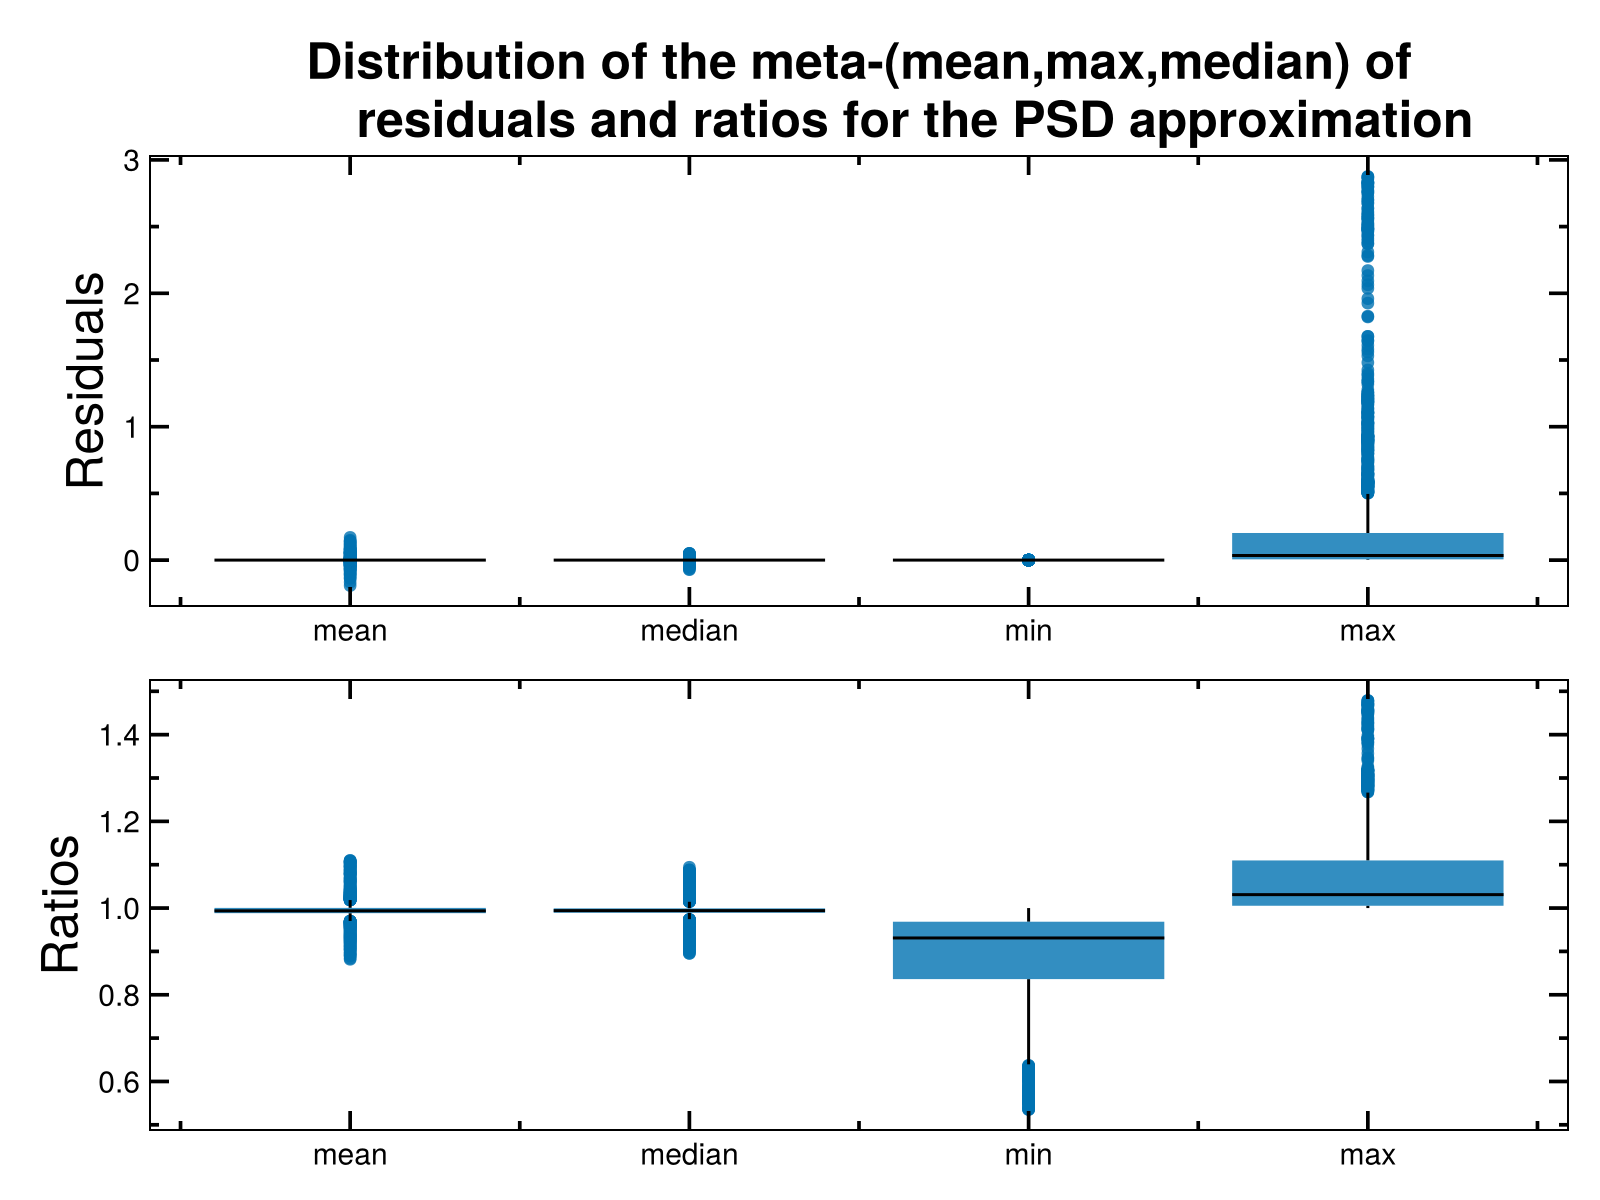 Distribution of the meta-(mean,max,median) of
residuals and ratios for the PSD approximation
Residuals
3
2
1
0
mean median min max
Ratios
1.4
1.2
1.0
0.8
0.6
mean median min max